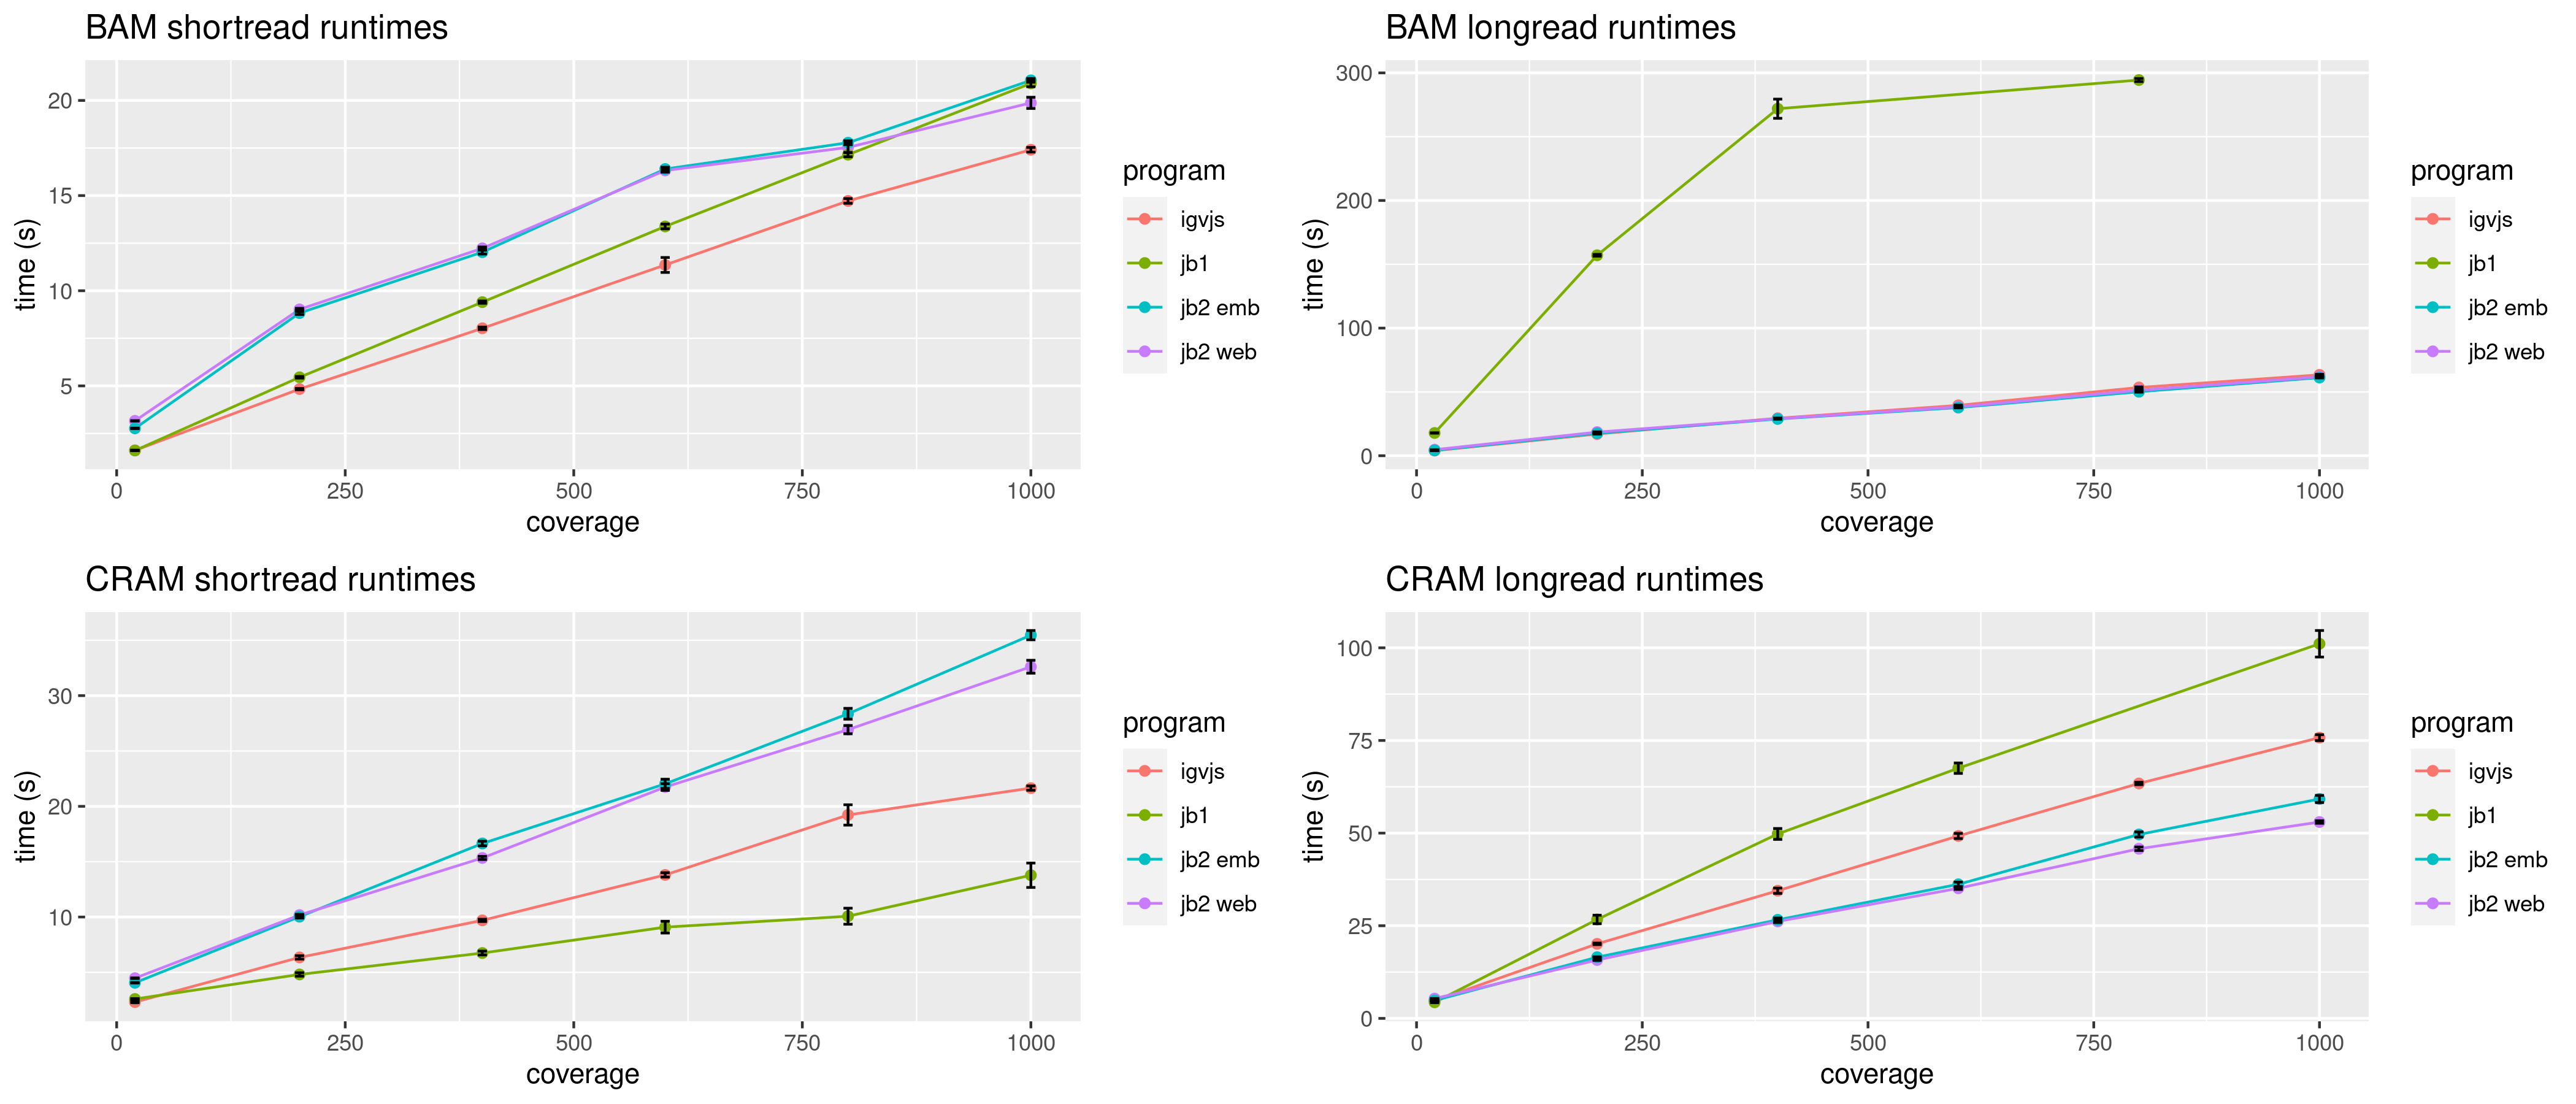 BAM shortread runtimes
time (s)
20
15
10
5
0 250 500 750 1000
coverage
program
igvjs
jb1
jb2 emb
jb2 web
BAM longread runtimes
time (s)
300
200
100
0
0 250 500 750 1000
coverage
program
igvjs
jb1
jb2 emb
jb2 web
CRAM shortread runtimes
time (s)
30
20
10
0 250 500 750 1000
coverage
program
igvjs
jb1
jb2 emb
jb2 web
CRAM longread runtimes
time (s)
100
75
50
25
0
0 250 500 750 1000
coverage
program
igvjs
jb1
jb2 emb
jb2 web